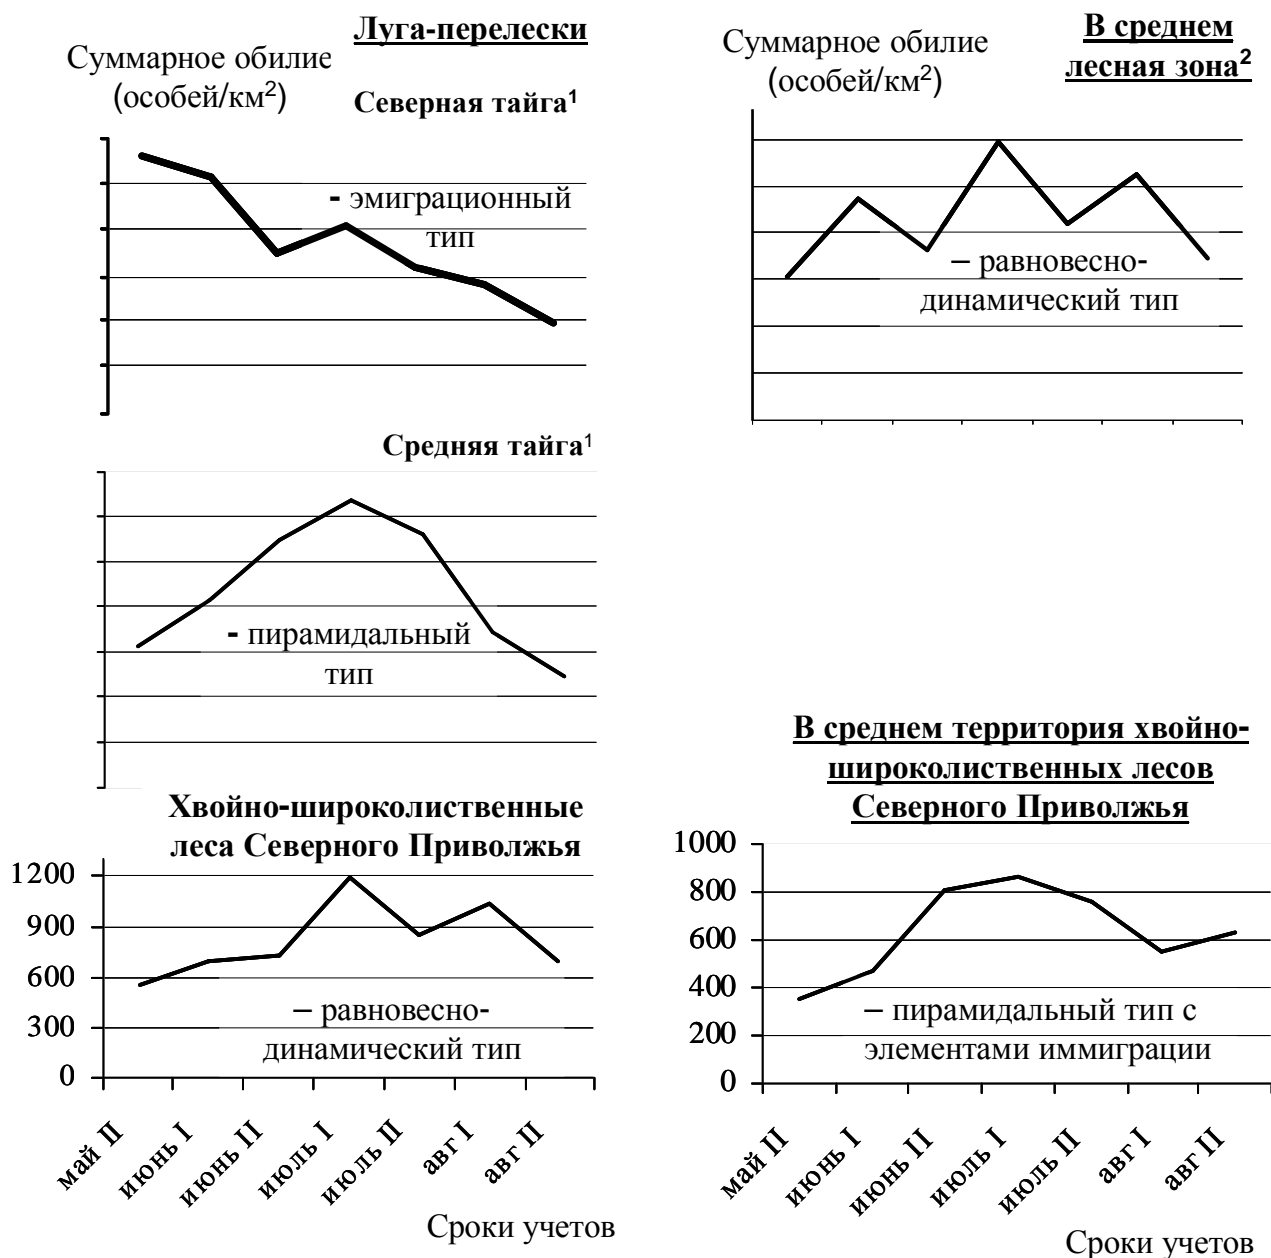 Луга-перелески
Суммарное обилие
(особей/км²)
Северная тайга¹
- эмиграционный
тип
Средняя тайга¹
- пирамидальный
тип
Хвойно-широколиственные
леса Северного Приволжья
1200
900
600
300
0
– равновесно-
динамический тип
май II
июнь I
июнь II
июль I
июль II
авг I
авг II
Сроки учетов
В среднем
лесная зона²
Суммарное обилие
(особей/км²)
– равновесно-
динамический тип
В среднем территория хвойно-
широколиственных лесов
Северного Приволжья
1000
800
600
400
200
0
– пирамидальный тип с
элементами иммиграции
май II
июнь I
июнь II
июль I
июль II
авг I
авг II
Сроки учетов